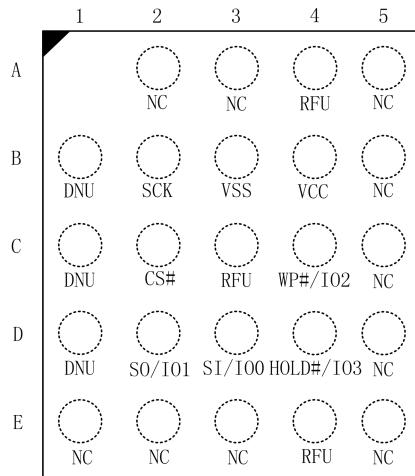 1 2 3 4 5
A
NC NC RFU NC
B
DNU SCK VSS VCC NC
C
DNU CS# RFU WP#/IO2 NC
D
DNU SO/IO1 SI/IO0 HOLD#/IO3 NC
E
NC NC NC RFU NC